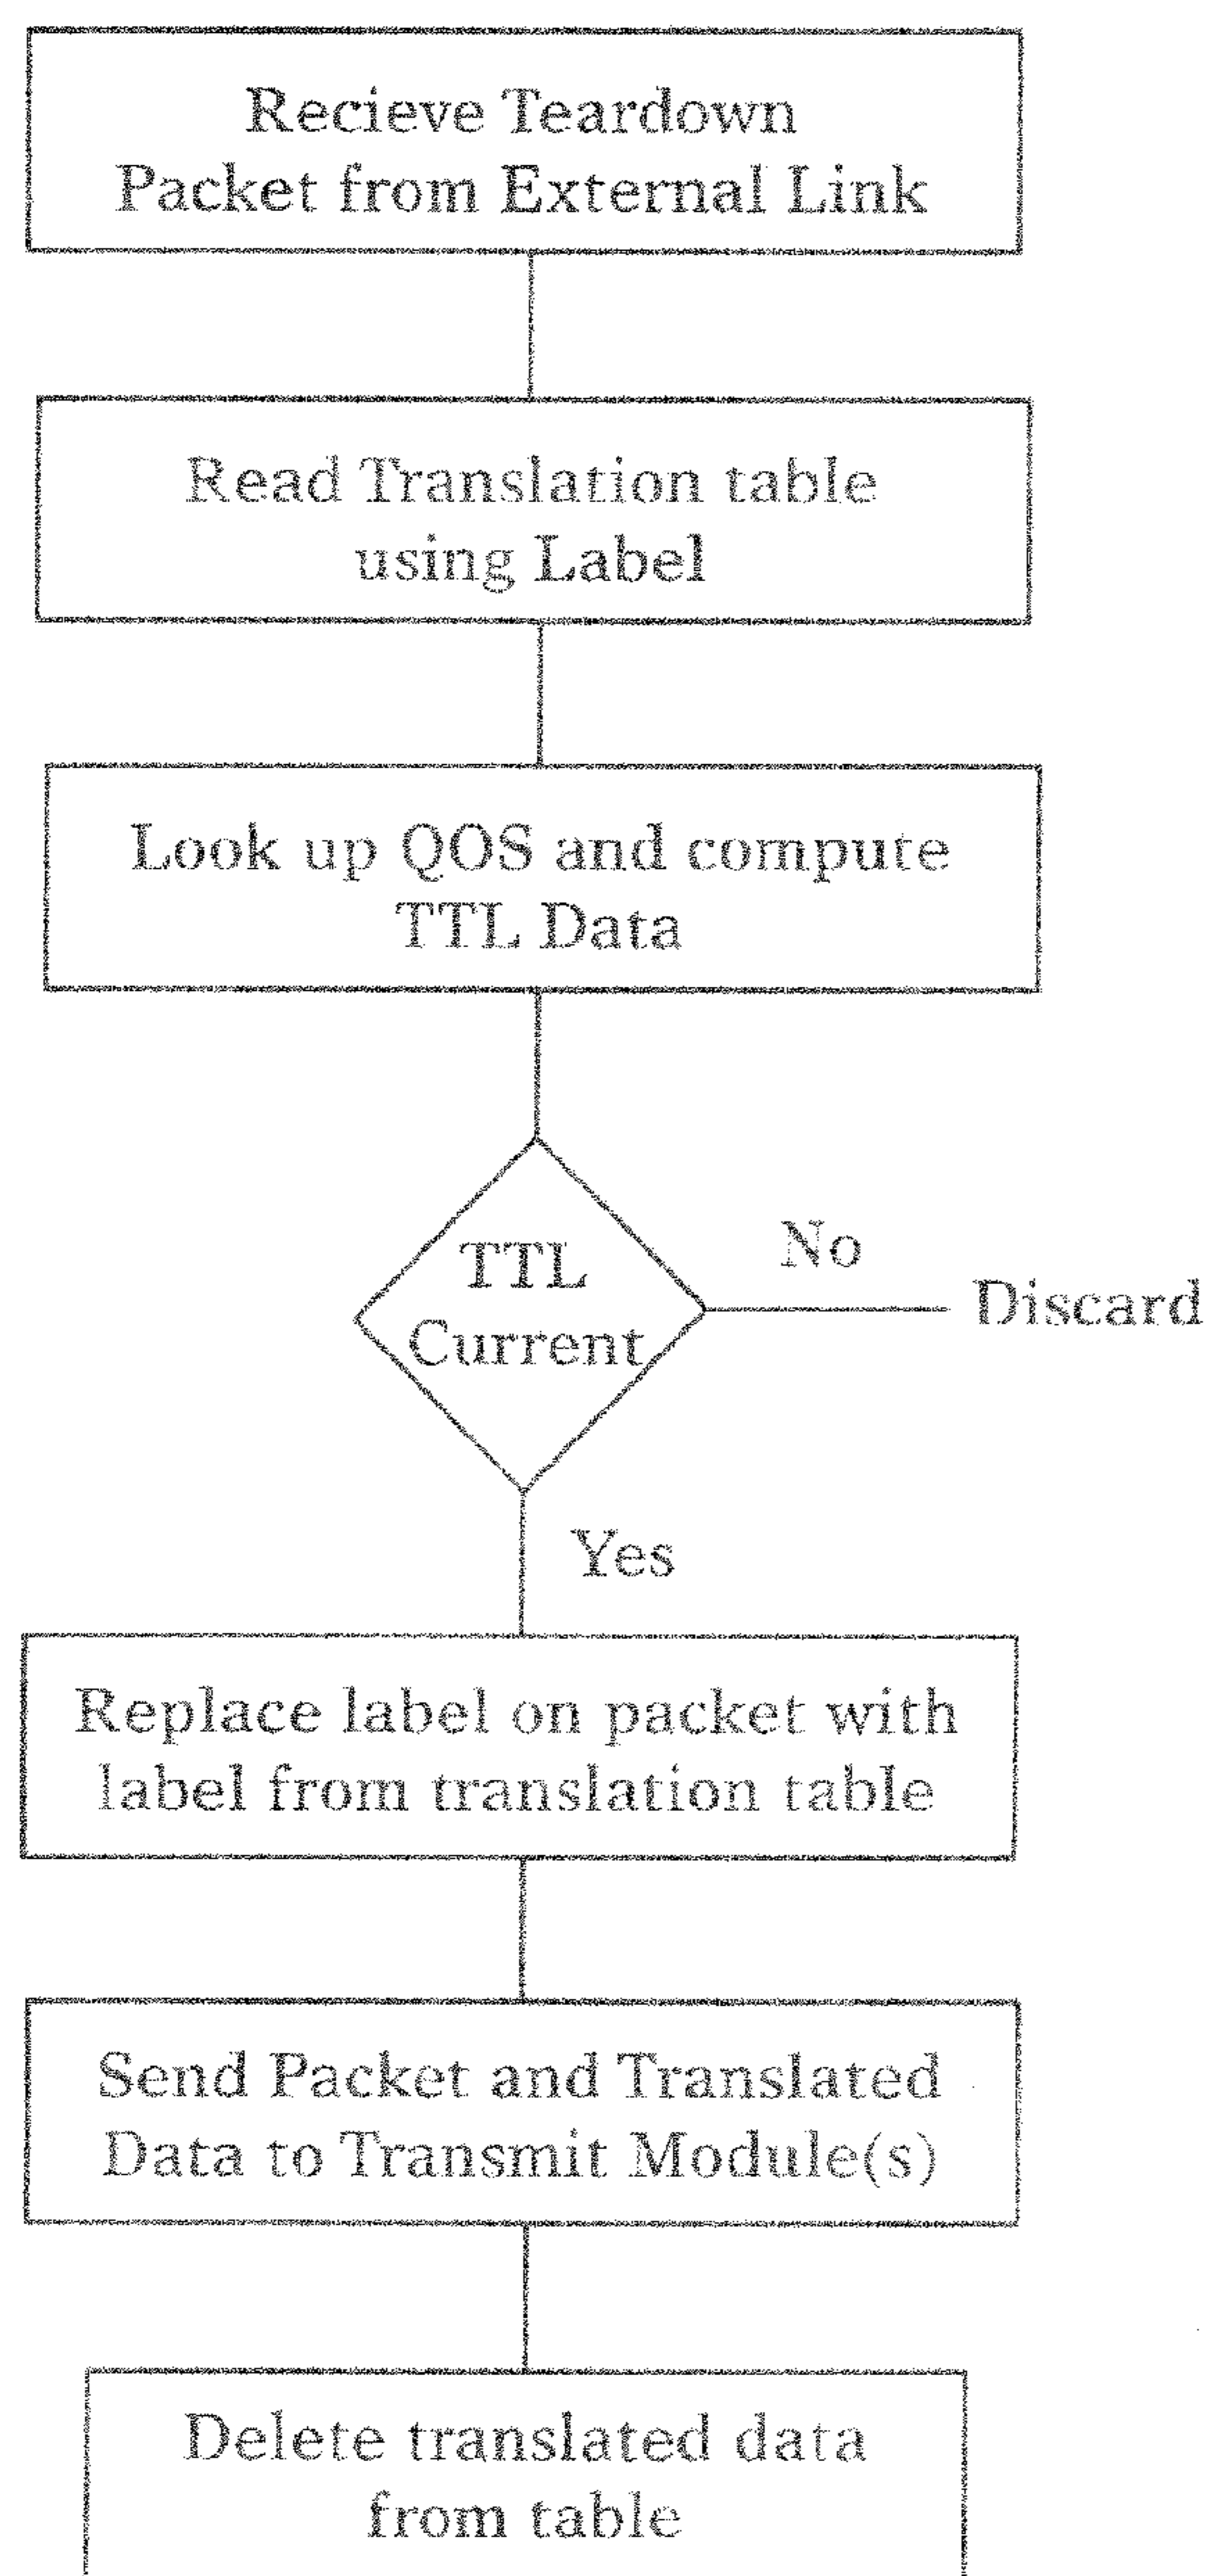 Recieve Teardown
Packet from External Link
Read Translation table
using Label
Look up QOS and compute
TTL Data
TTL
Current
No
Discard
Yes
Replace label on packet with
label from translation table
Send Packet and Translated
Data to Transmit Module(s)
Delete translated data
from table